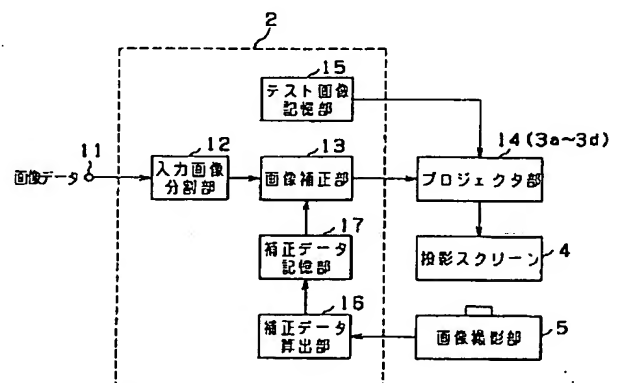 2
15
テスト画像
記憶部
11
12
13
14(3a~3d)
画像データ
入力画像
分割部
画像補正部
プロジェクタ部
17
補正データ
記憶部
投影スクリーン
4
16
補正データ
算出部
画像撮影部
5